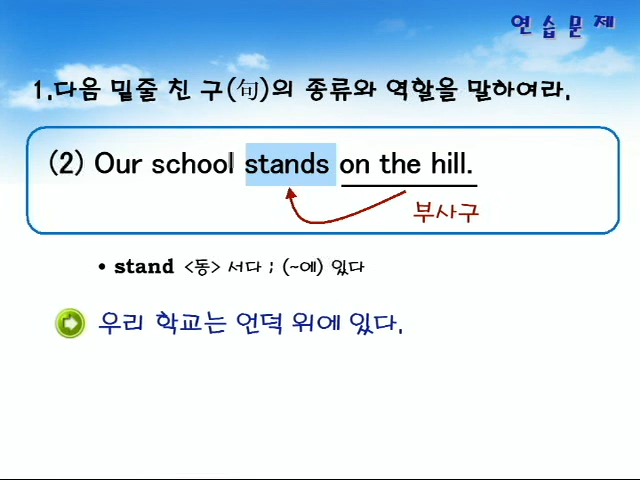 연습문제
1.다음 밑줄 친 구(句)의 종류와 역할을 말하여라.
(2) Our school stands on the hill.
부사구
• stand <동> 서다 ; (~에) 있다
우리 학교는 언덕 위에 있다.